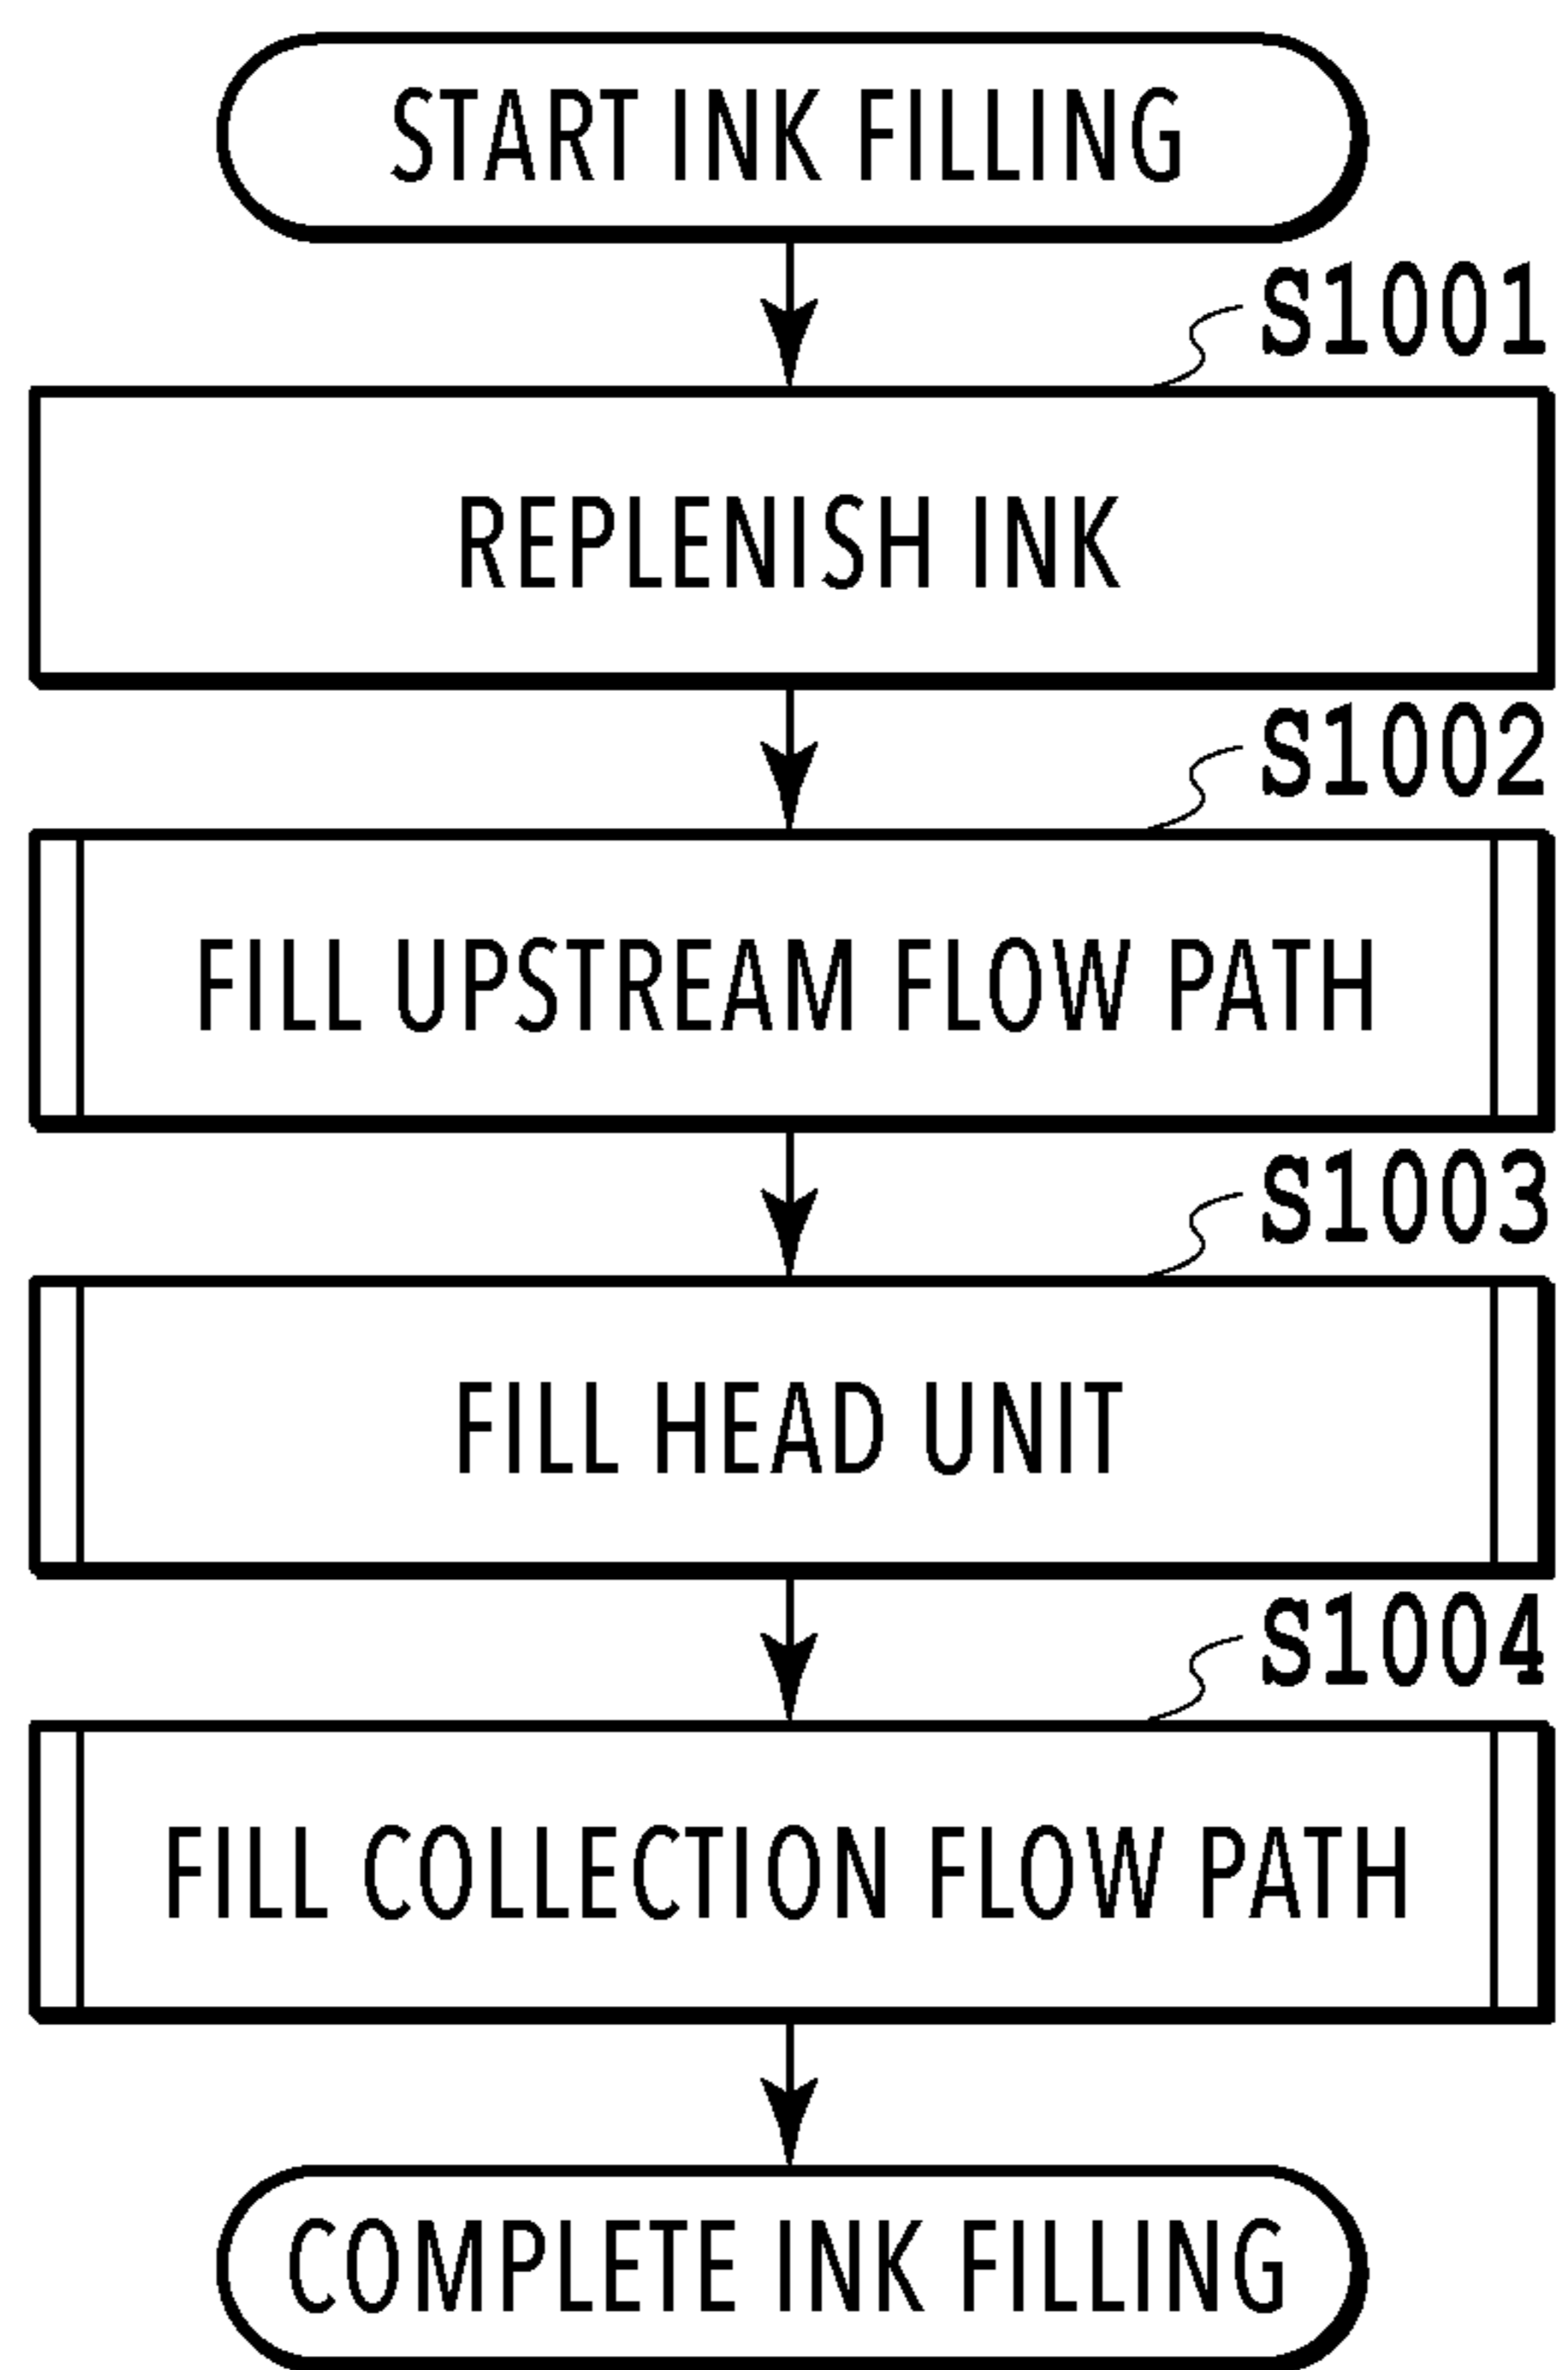 START INK FILLING
S1001
REPLENISH INK
S1002
FILL UPSTREAM FLOW PATH
S1003
FILL HEAD UNIT
S1004
FILL COLLECTION FLOW PATH
COMPLETE INK FILLING